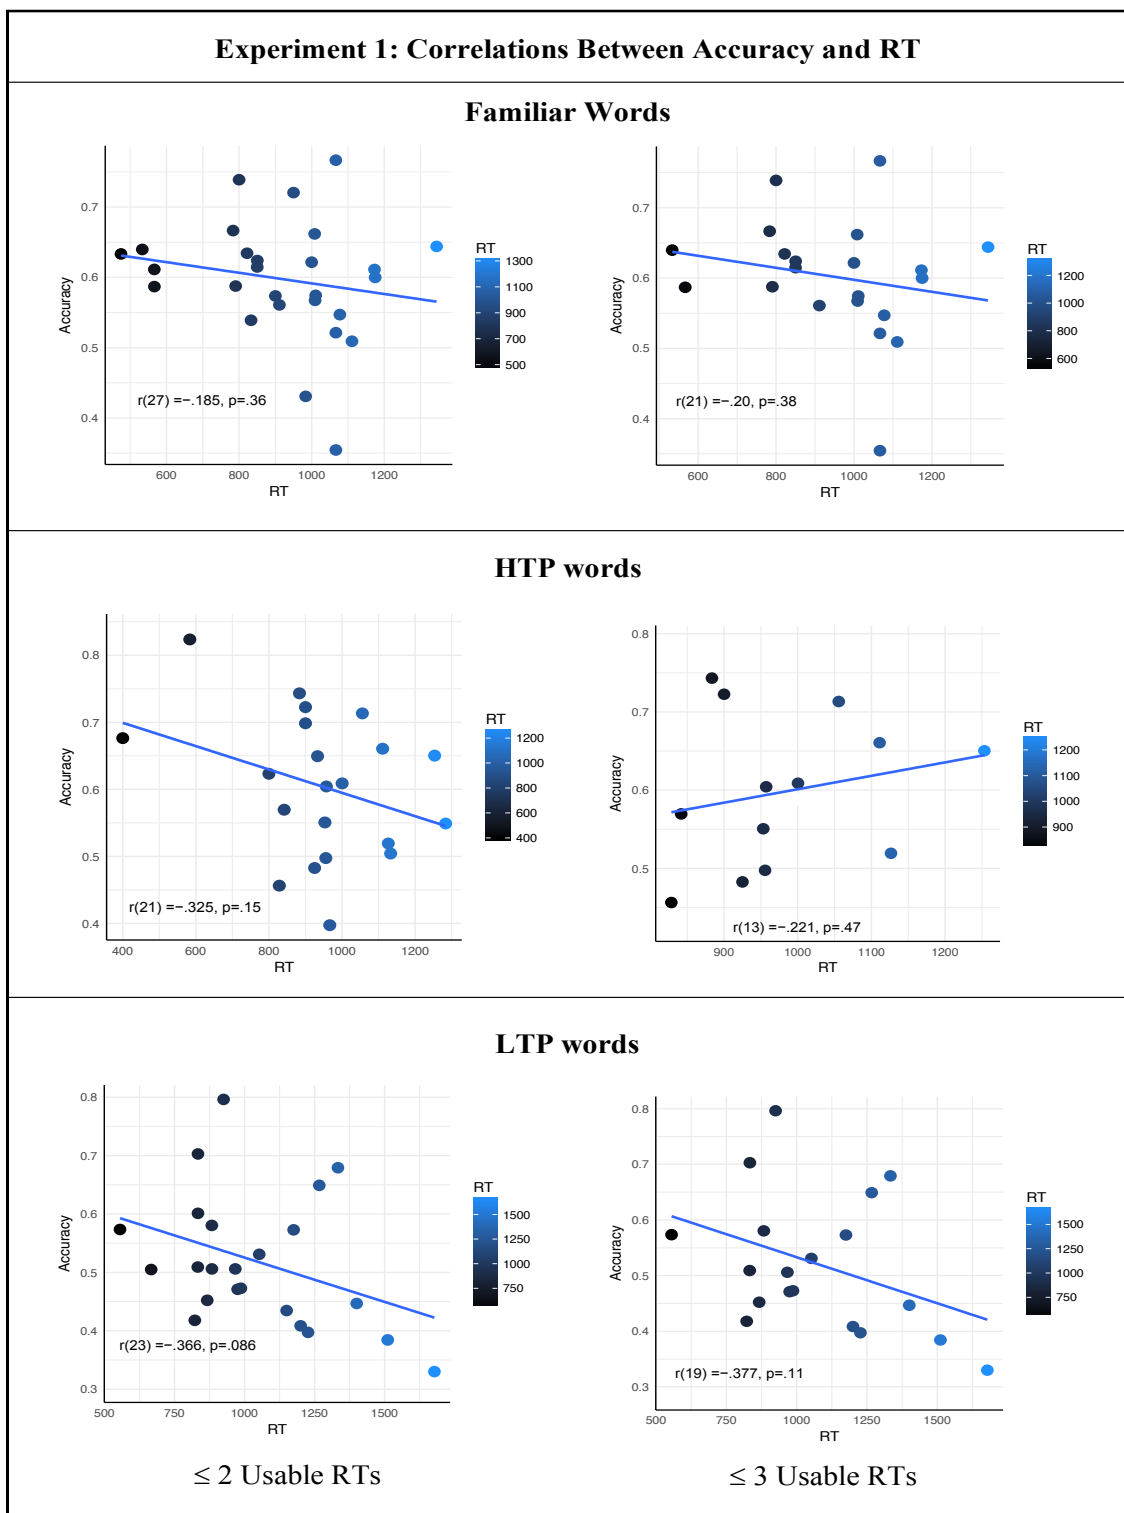 Experiment 1: Correlations Between Accuracy and RT
Familiar Words
Accuracy
0.7
0.6
0.5
0.4
r(27) =−.185, p=.36
600 800 1000 1200
RT
RT
1300
1100
900
700
500
Accuracy
0.7
0.6
0.5
0.4
r(21) =−.20, p=.38
600 800 1000 1200
RT
RT
1200
1000
800
600
HTP words
Accuracy
0.8
0.7
0.6
0.5
0.4
r(21) =−.325, p=.15
400 600 800 1000 1200
RT
RT
1200
1000
800
600
400
Accuracy
0.8
0.7
0.6
0.5
r(13) =−.221, p=.47
900 1000 1100 1200
RT
RT
1200
1100
1000
900
LTP words
Accuracy
0.8
0.7
0.6
0.5
0.4
0.3
r(23) =−.366, p=.086
500 750 1000 1250 1500
RT
RT
1500
1250
1000
750
Accuracy
0.8
0.7
0.6
0.5
0.4
0.3
r(19) =−.377, p=.11
500 750 1000 1250 1500
RT
RT
1500
1250
1000
750
≤ 2 Usable RTs
≤ 3 Usable RTs